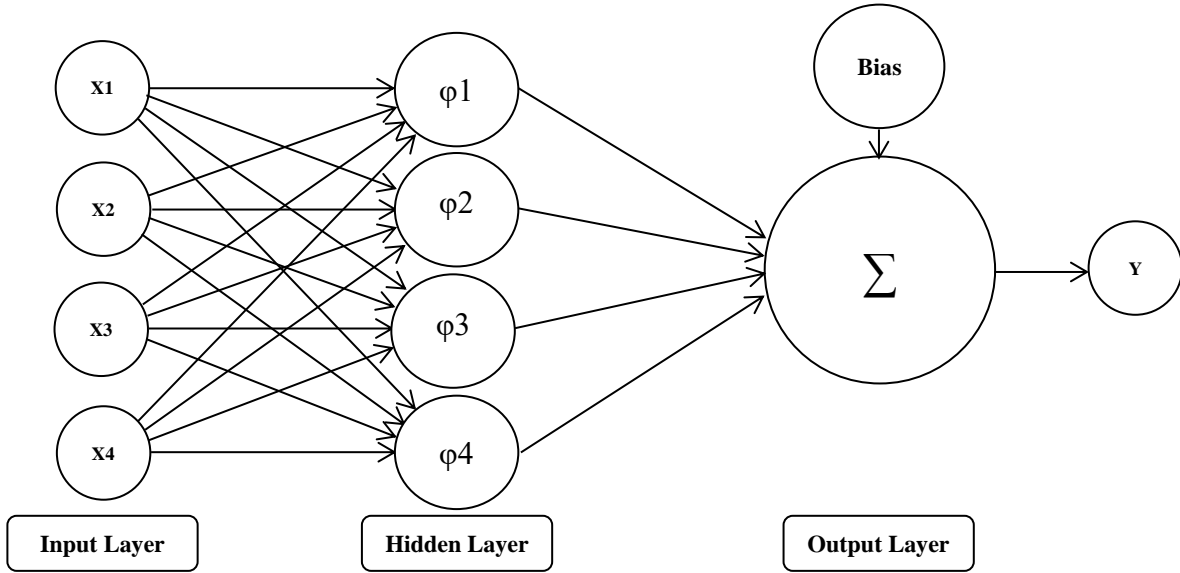 X1
φ1
Bias
X2
φ2
∑
Y
X3
φ3
X4
φ4
Input Layer
Hidden Layer
Output Layer